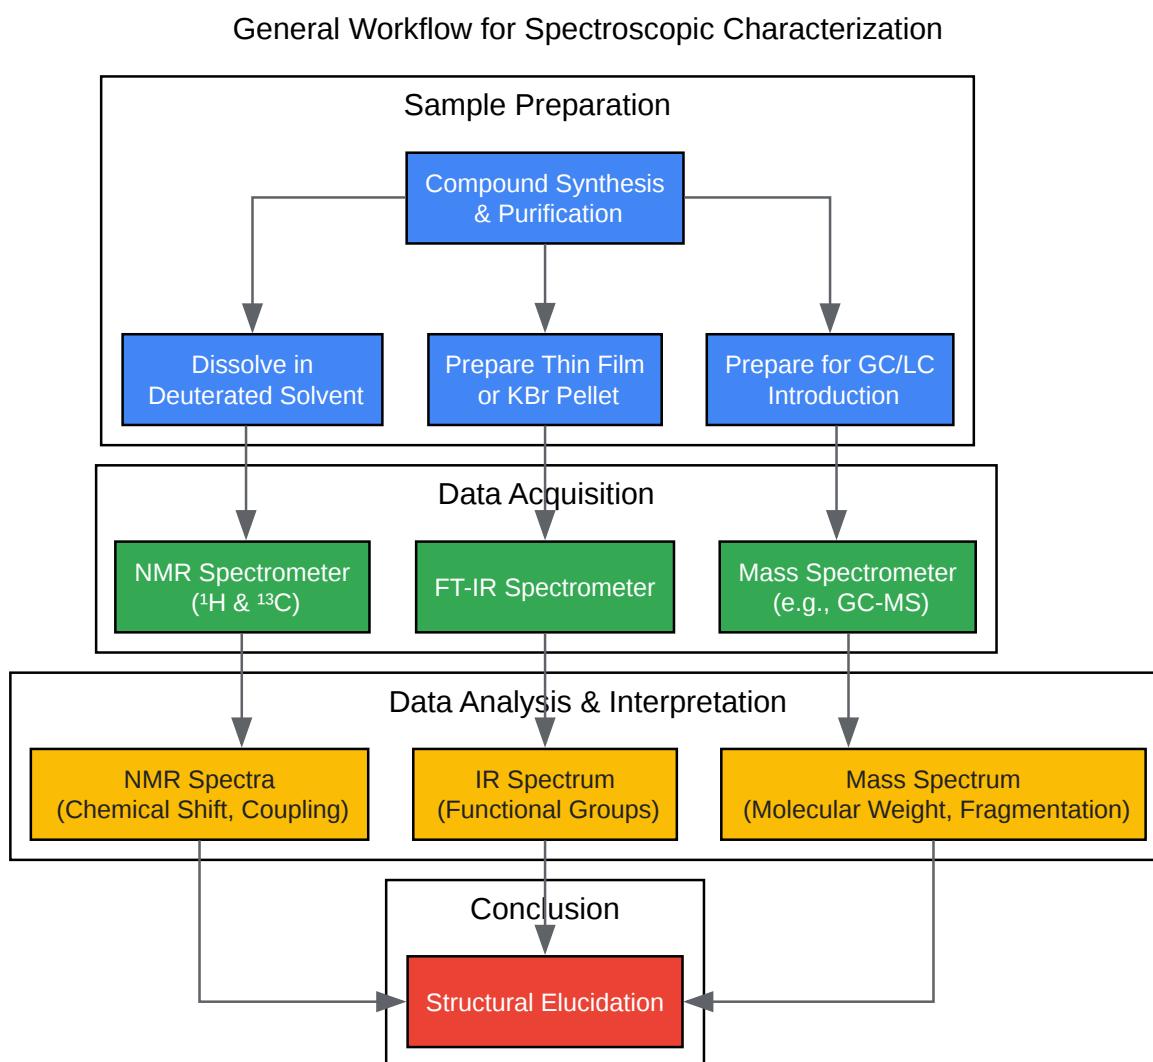 General Workflow for Spectroscopic Characterization
Sample Preparation
Compound Synthesis
& Purification
Dissolve in
Deuterated Solvent
Prepare Thin Film
or KBr Pellet
Prepare for GC/LC
Introduction
Data Acquisition
NMR Spectrometer
(¹H & ¹³C)
FT-IR Spectrometer
Mass Spectrometer
(e.g., GC-MS)
Data Analysis & Interpretation
NMR Spectra
(Chemical Shift, Coupling)
IR Spectrum
(Functional Groups)
Mass Spectrum
(Molecular Weight, Fragmentation)
Conclusion
Structural Elucidation